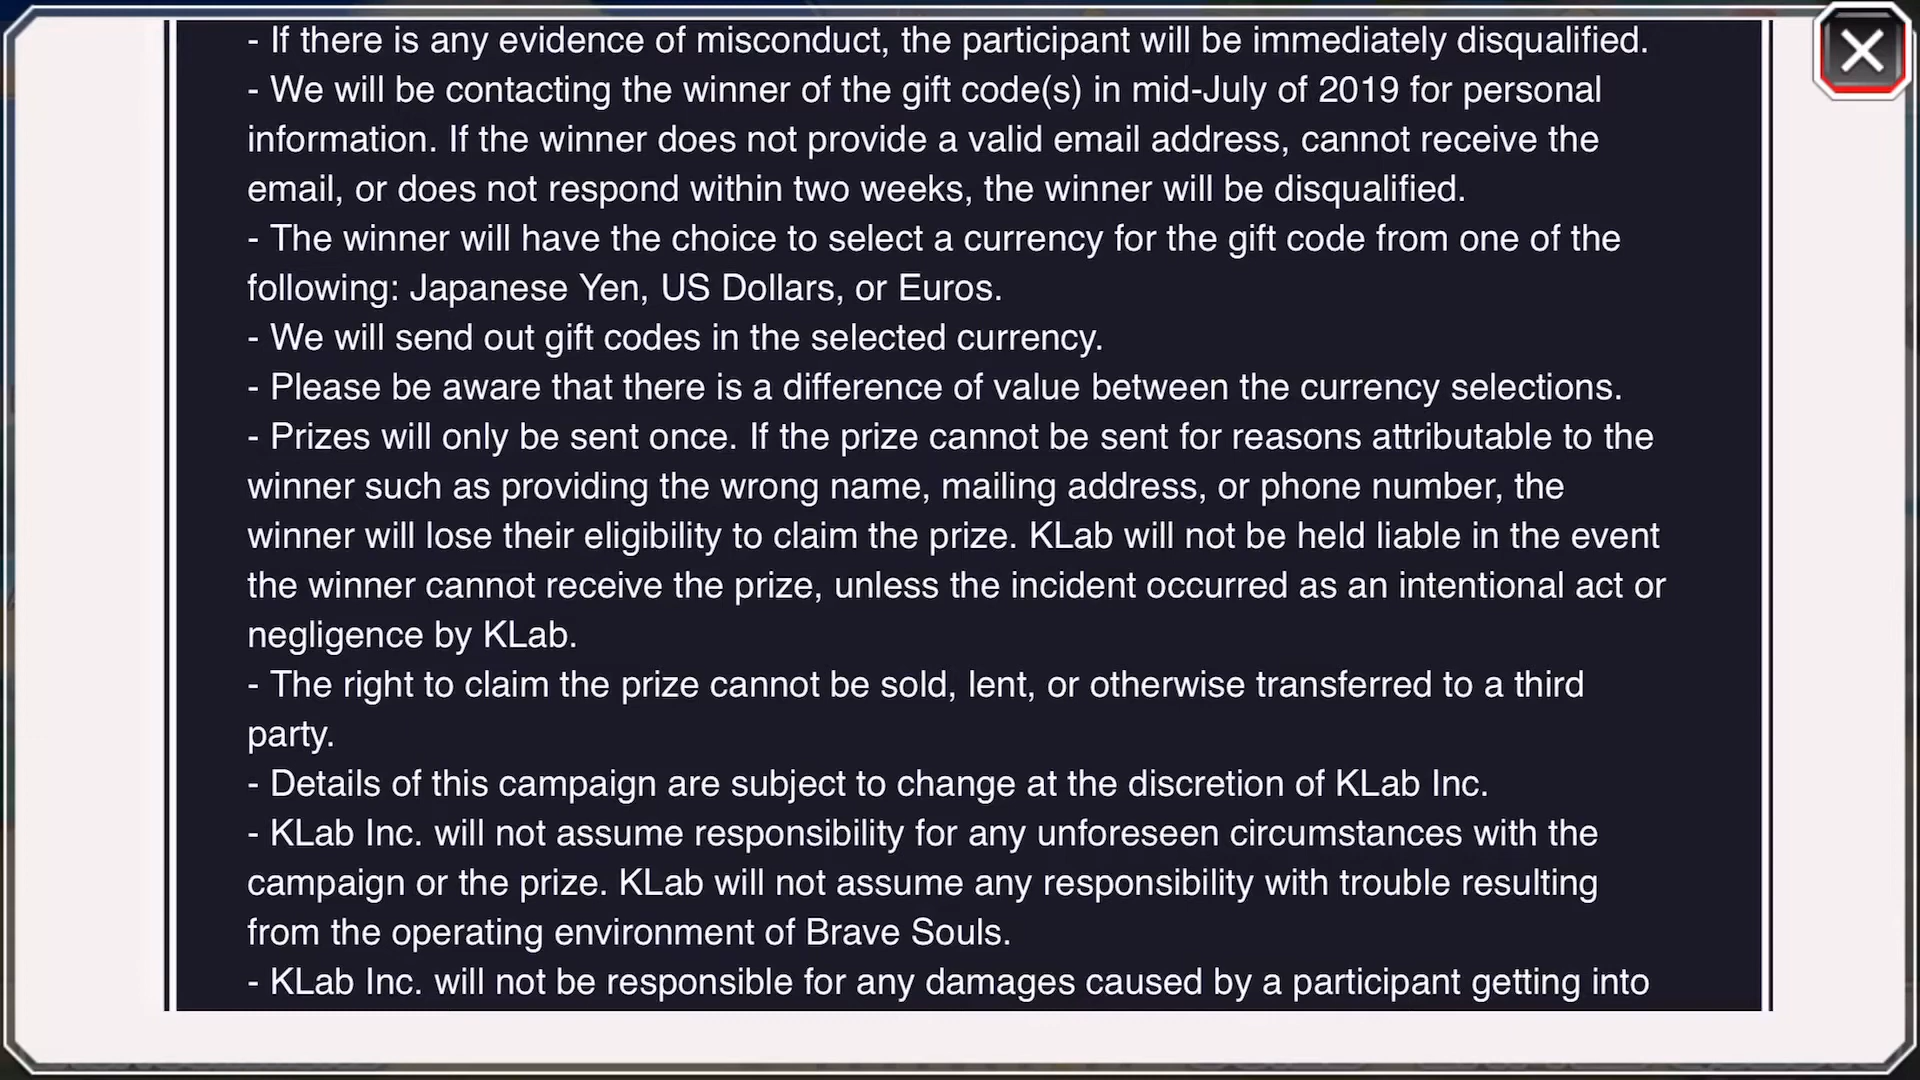 - If there is any evidence of misconduct, the participant will be immediately disqualified.
- We will be contacting the winner of the gift code(s) in mid-July of 2019 for personal
information. If the winner does not provide a valid email address, cannot receive the
email, or does not respond within two weeks, the winner will be disqualified.
- The winner will have the choice to select a currency for the gift code from one of the
following: Japanese Yen, US Dollars, or Euros.
- We will send out gift codes in the selected currency.
- Please be aware that there is a difference of value between the currency selections.
- Prizes will only be sent once. If the prize cannot be sent for reasons attributable to the
winner such as providing the wrong name, mailing address, or phone number, the
winner will lose their eligibility to claim the prize. KLab will not be held liable in the event
the winner cannot receive the prize, unless the incident occurred as an intentional act or
negligence by KLab.
- The right to claim the prize cannot be sold, lent, or otherwise transferred to a third
party.
- Details of this campaign are subject to change at the discretion of KLab Inc.
- KLab Inc. will not assume responsibility for any unforeseen circumstances with the
campaign or the prize. KLab will not assume any responsibility with trouble resulting
from the operating environment of Brave Souls.
- KLab Inc. will not be responsible for any damages caused by a participant getting into